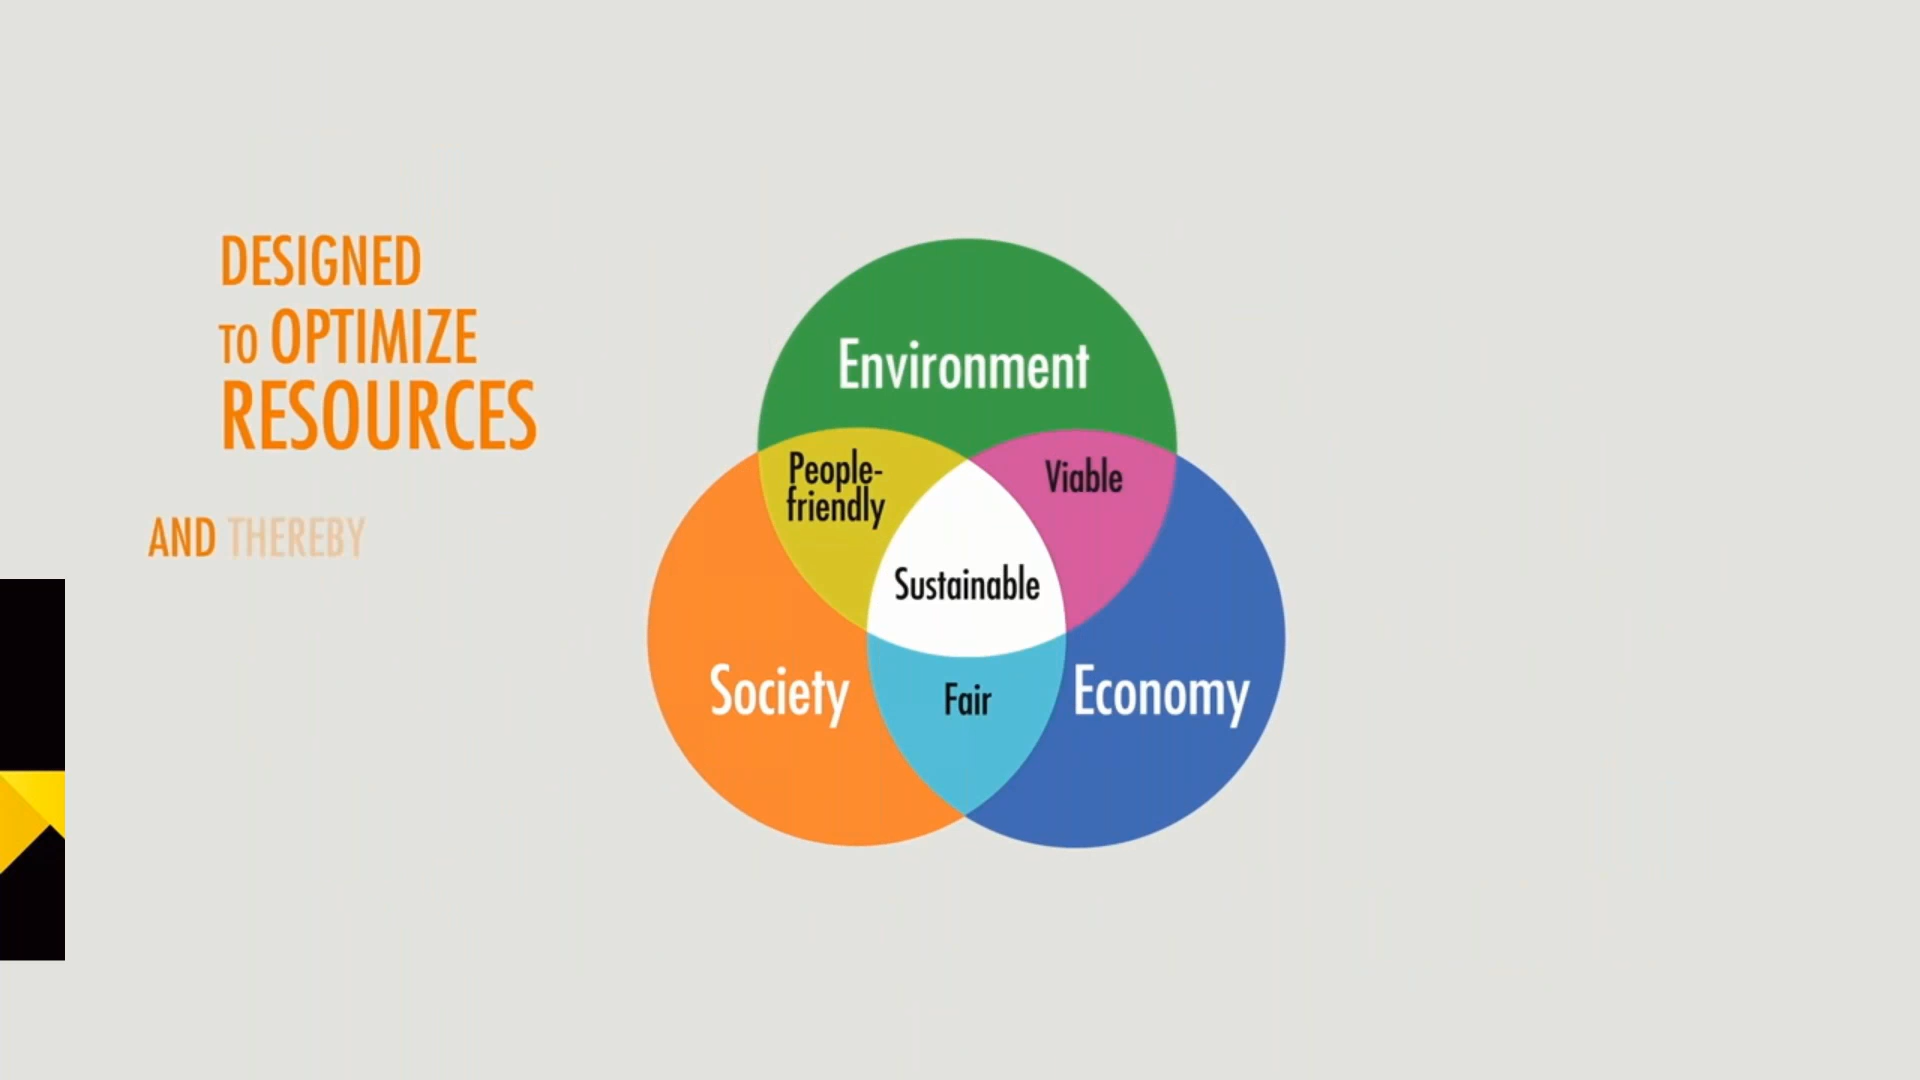 DESIGNED
TO OPTIMIZE
RESOURCES
AND THEREBY
Environment
People-
friendly
Viable
Sustainable
Society
Fair
Economy